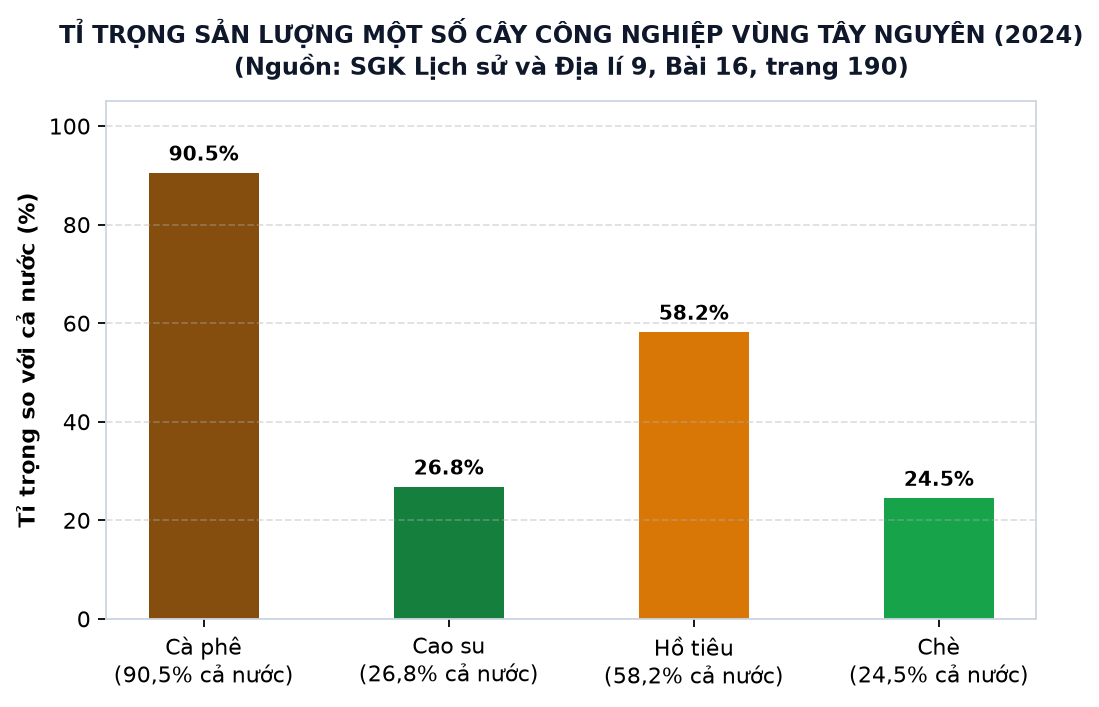 TỈ TRỌNG SẢN LƯỢNG MỘT SỐ CÂY CÔNG NGHIỆP VÙNG TÂY NGUYÊN (2024)
(Nguồn: SGK Lịch sử và Địa lí 9, Bài 16, trang 190)
Tỉ trọng so với cả nước (%)
100
80
60
40
20
0
90.5%
26.8%
58.2%
24.5%
Cà phê
(90,5% cả nước)
Cao su
(26,8% cả nước)
Hồ tiêu
(58,2% cả nước)
Chè
(24,5% cả nước)